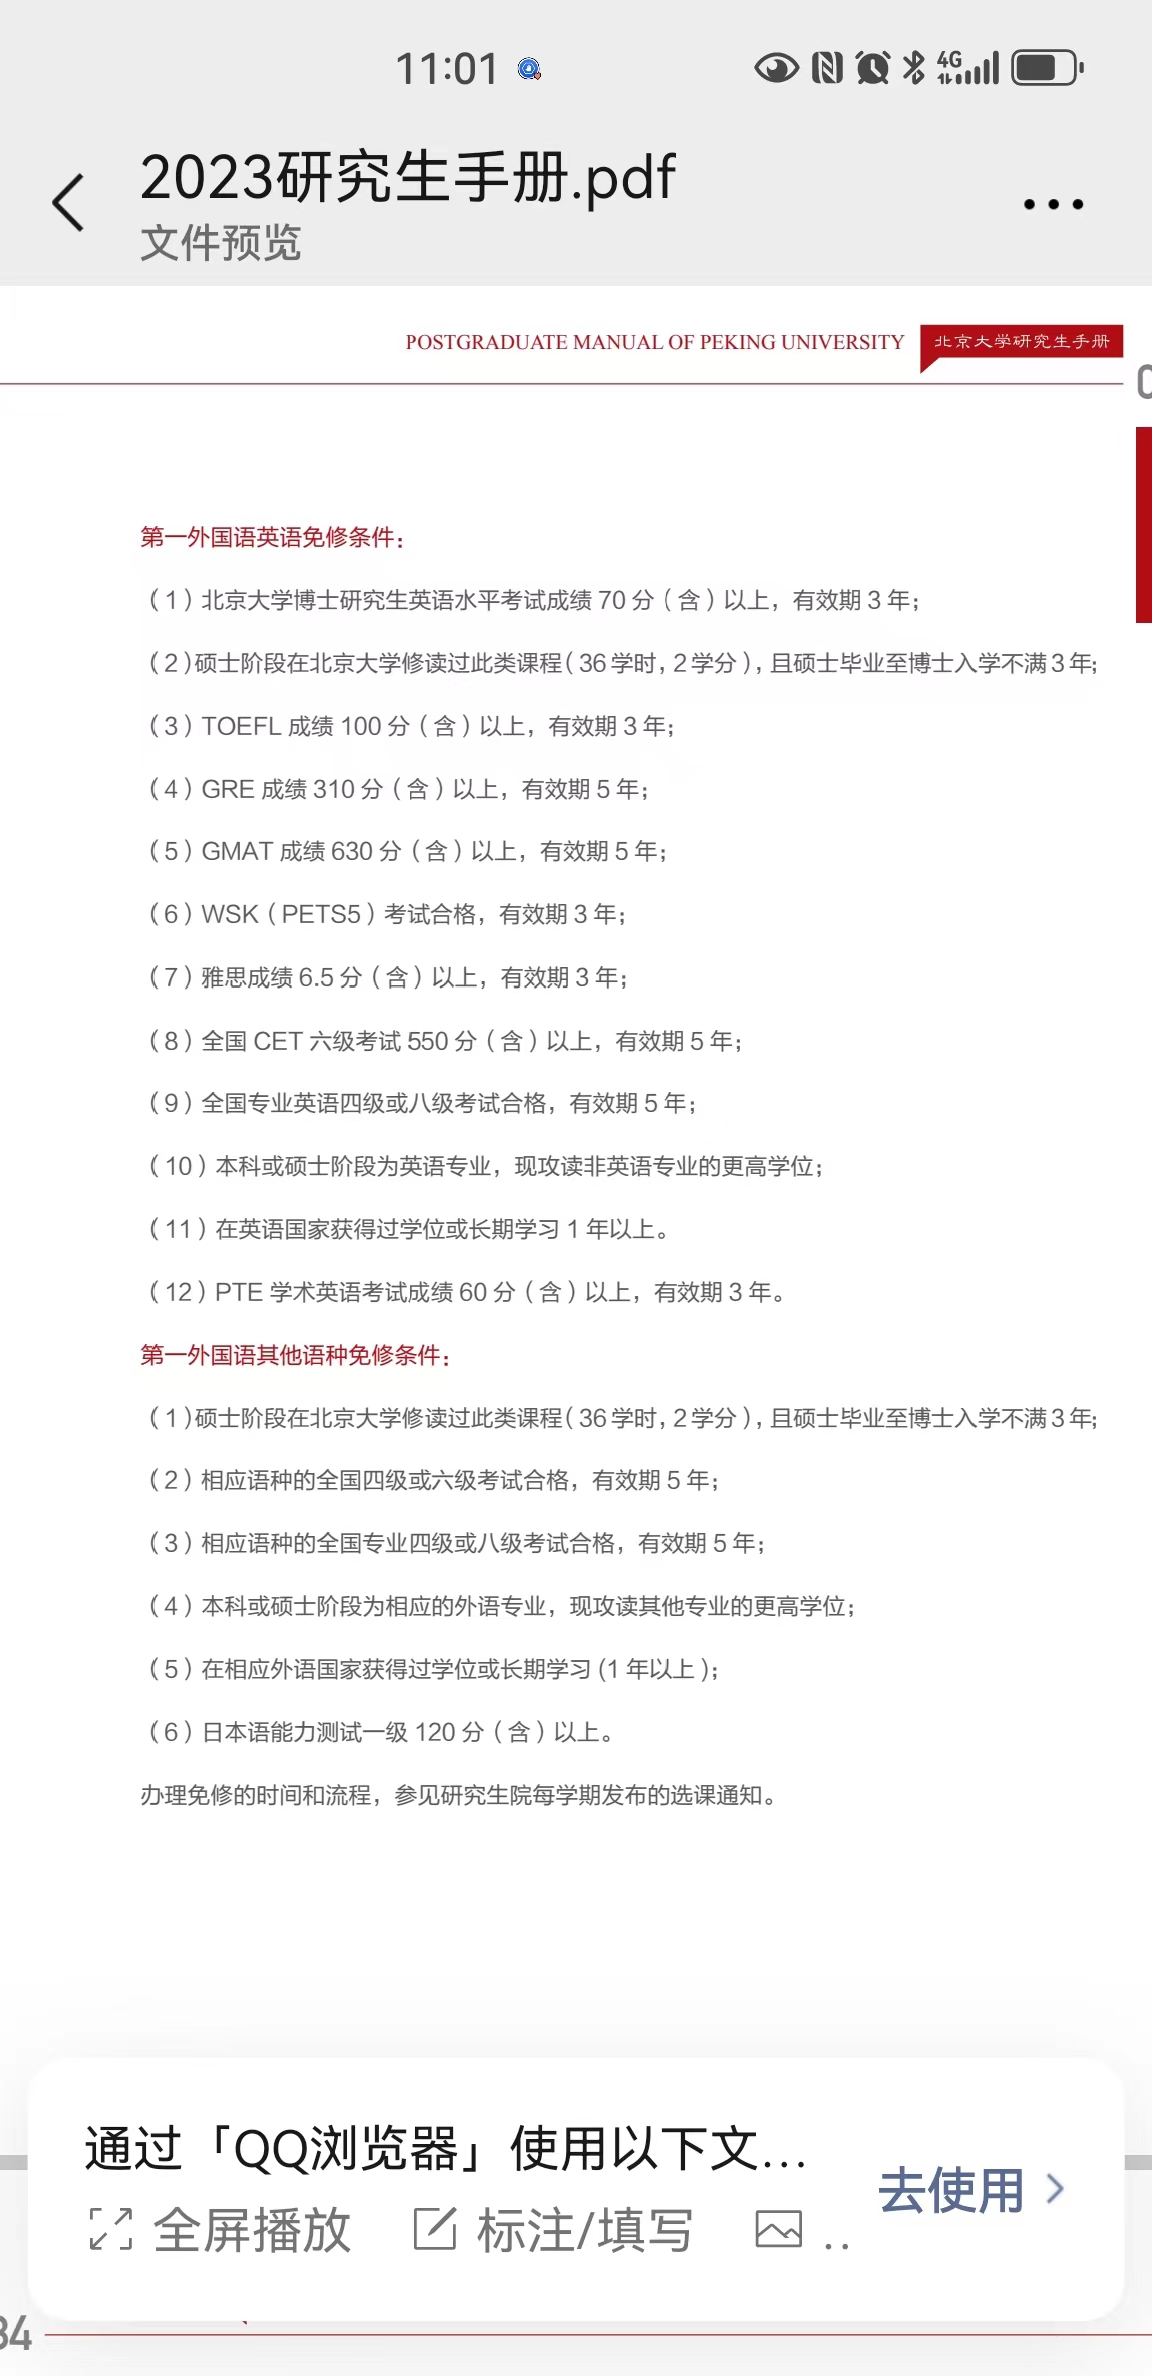 11:01
4G
2023研究生手册.pdf
文件预览
POSTGRADUATE MANUAL OF PEKING UNIVERSITY
北京大学研究生手册
第一外国语英语免修条件：
（1）北京大学博士研究生英语水平考试成绩 70 分（含）以上，有效期 3 年；
（2）硕士阶段在北京大学修读过此类课程（36 学时，2 学分），且硕士毕业至博士入学不满 3 年；
（3）TOEFL 成绩 100 分（含）以上，有效期 3 年；
（4）GRE 成绩 310 分（含）以上，有效期 5 年；
（5）GMAT 成绩 630 分（含）以上，有效期 5 年；
（6）WSK（PETS5）考试合格，有效期 3 年；
（7）雅思成绩 6.5 分（含）以上，有效期 3 年；
（8）全国 CET 六级考试 550 分（含）以上，有效期 5 年；
（9）全国专业英语四级或八级考试合格，有效期 5 年；
（10）本科或硕士阶段为英语专业，现攻读非英语专业的更高学位；
（11）在英语国家获得过学位或长期学习 1 年以上。
（12）PTE 学术英语考试成绩 60 分（含）以上，有效期 3 年。
第一外国语其他语种免修条件：
（1）硕士阶段在北京大学修读过此类课程（36 学时，2 学分），且硕士毕业至博士入学不满 3 年；
（2）相应语种的全国四级或六级考试合格，有效期 5 年；
（3）相应语种的全国专业四级或八级考试合格，有效期 5 年；
（4）本科或硕士阶段为相应的外语专业，现攻读其他专业的更高学位；
（5）在相应外语国家获得过学位或长期学习 (1 年以上 )；
（6）日本语能力测试一级 120 分（含）以上。
办理免修的时间和流程，参见研究生院每学期发布的选课通知。
通过「QQ浏览器」使用以下文...
全屏播放 标注/填写 ..
去使用
34